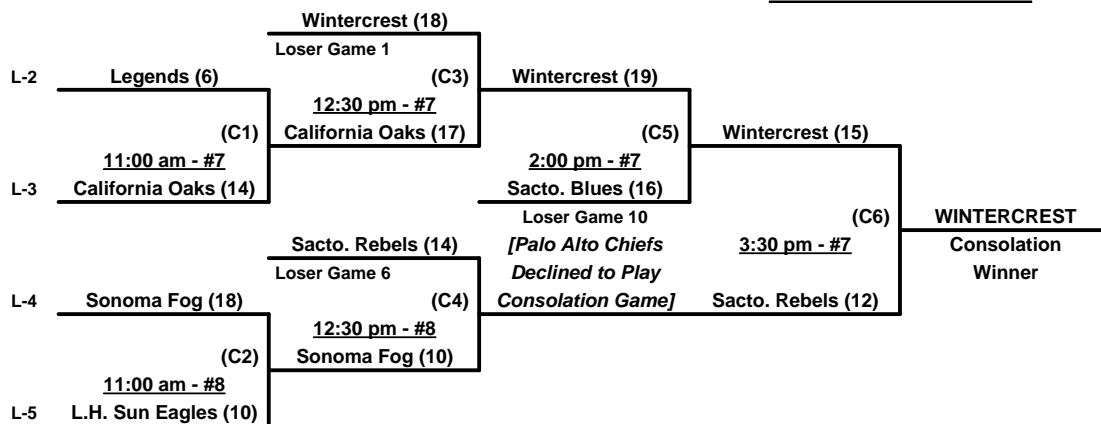 Wintercrest (18)
Loser Game 1
L-2 Legends (6) (C3) Wintercrest (19)
12:30 pm - #7
(C1) California Oaks (17) (C5) Wintercrest (15)
11:00 am - #7 2:00 pm - #7
L-3 California Oaks (14) Sacto. Blues (16)
Loser Game 10 (C6) WINTERCREST
Sacto. Rebels (14) [Palo Alto Chiefs 3:30 pm - #7 Consolation
Loser Game 6 Declined to Play Winner
L-4 Sonoma Fog (18) (C4) Consolation Game] Sacto. Rebels (12)
12:30 pm - #8
(C2) Sonoma Fog (10)
11:00 am - #8
L-5 L.H. Sun Eagles (10)